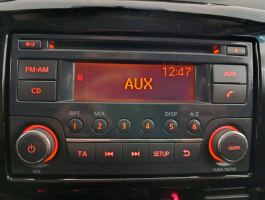 12:47
AUX
FM-AM
AUX
CD
RPT
MIX
DISP
A-Z
1
2
3
4
5
6
TA
SETUP
ENTER
VOL
TUNE/MENU